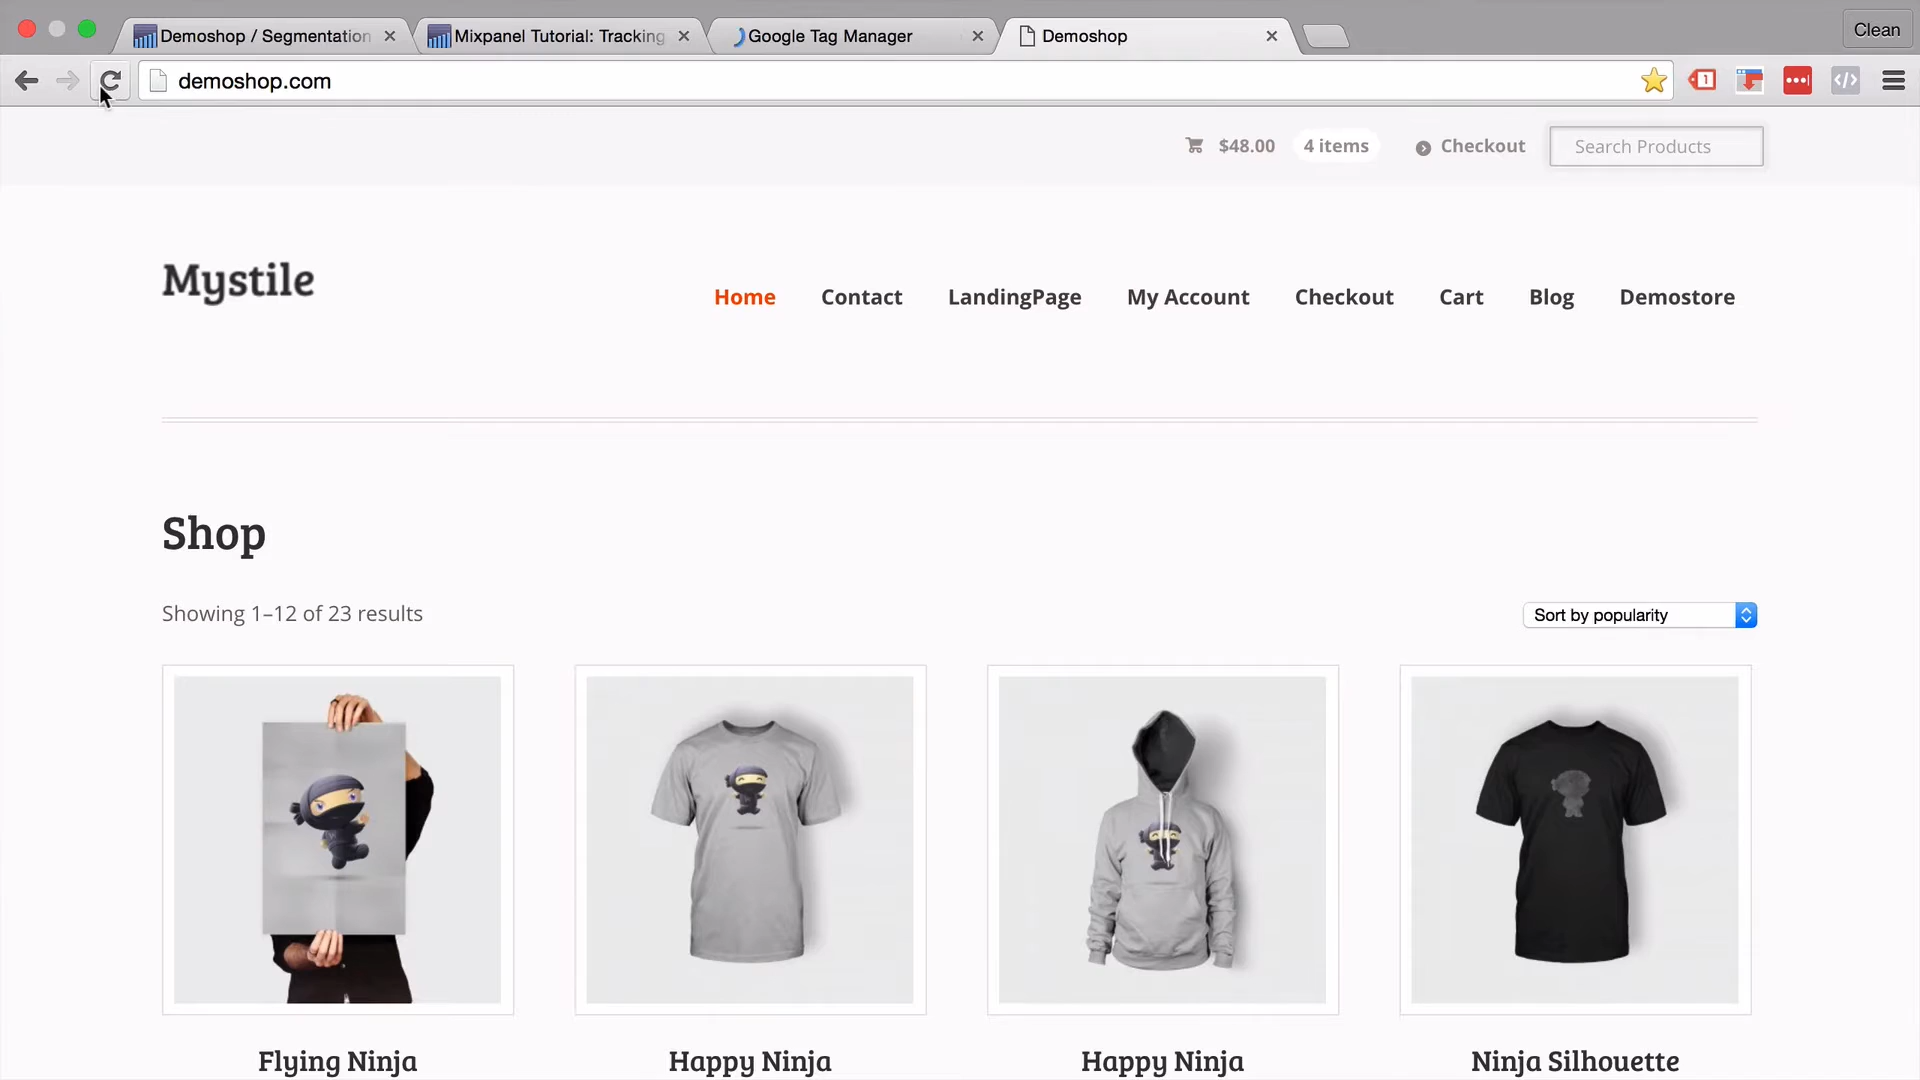 Demoshop / Segmentation
Mixpanel Tutorial: Tracking
Google Tag Manager
Demoshop
Clean
demoshop.com
1
$48.00 4 items Checkout Search Products
Mystile
Home Contact LandingPage My Account Checkout Cart Blog Demostore
Shop
Showing 1–12 of 23 results
Sort by popularity
Flying Ninja
Happy Ninja
Happy Ninja
Ninja Silhouette